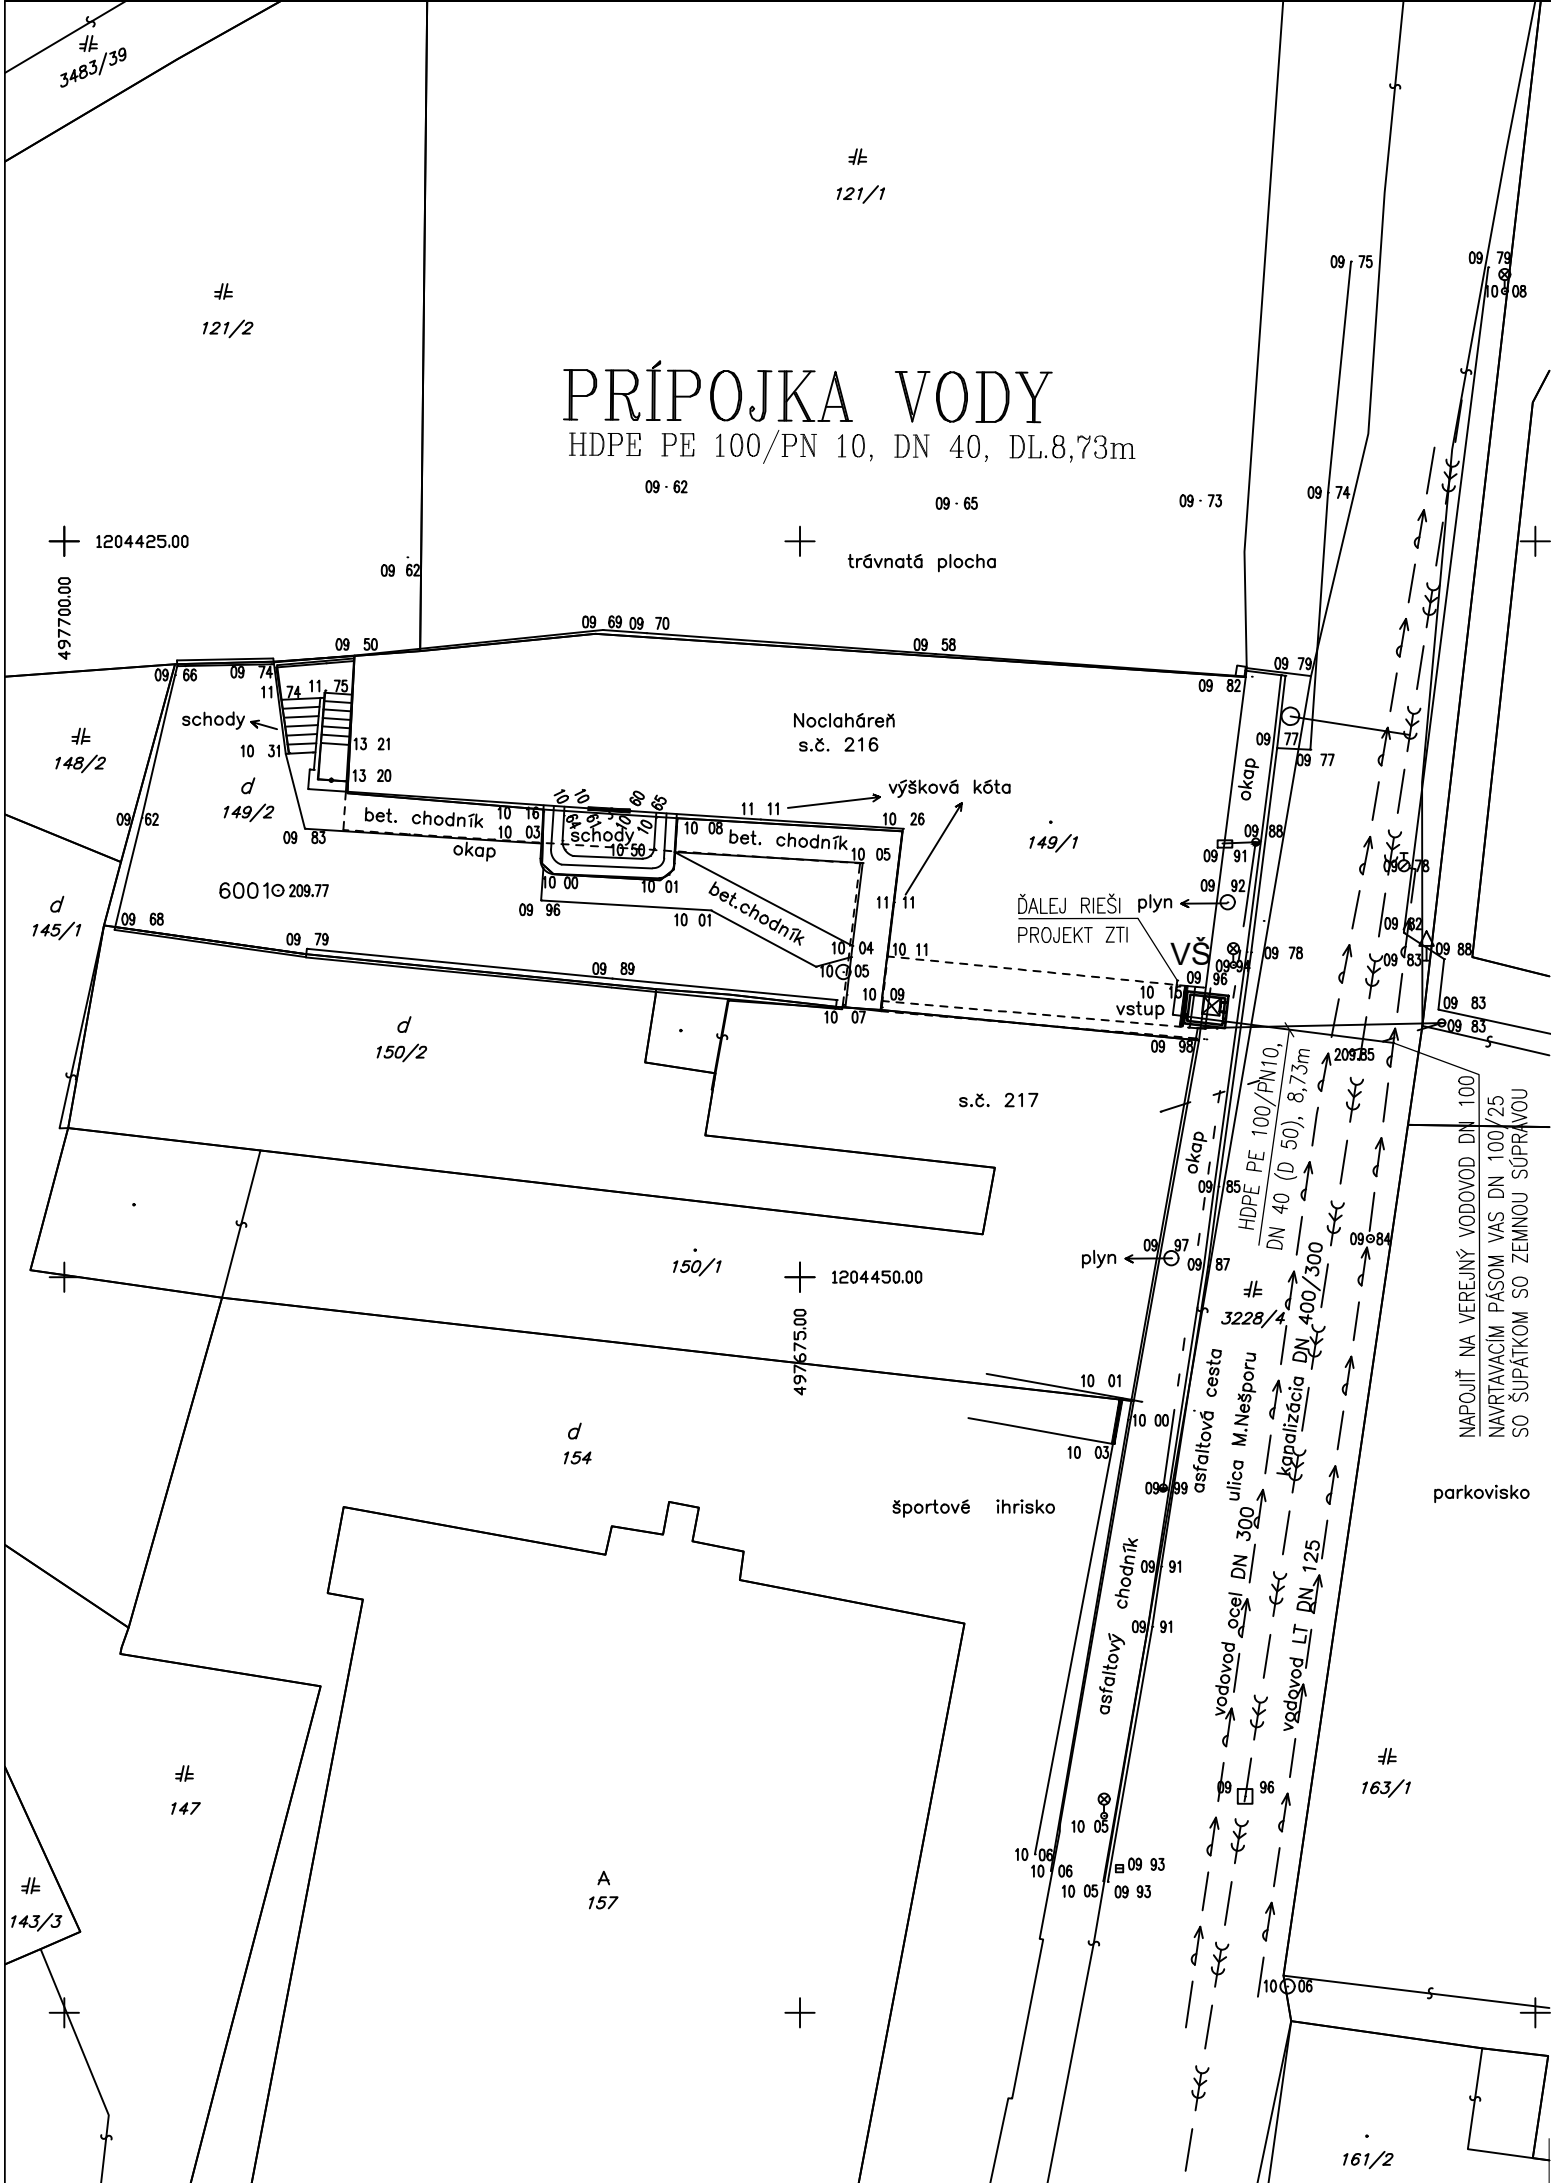 3483/39
121/1
121/2
09 75
09 79
10 08
PRÍPOJKA VODY
HDPE PE 100/PN 10, DN 40, DL.8,73m
09 62
09 65
09 73
09 74
1204425.00
497700.00
09 62
trávnatá plocha
09 50
09 69
09 70
09 58
09 79
09 82
09 66
09 74
11 74
11 75
schody
10 31
13 21
13 20
Noclaháreň
s.č. 216
09 77
09 77
okap
148/2
d
149/2
09 62
09 83
bet. chodník
10 16
10 03
okap
10 64
10 61
10 60
10 65
schody
10 50
10 08
11 11
výšková kóta
10 26
bet. chodník
10 05
149/1
09 88
09 91
09 78
6001
209.77
10 00
10 01
09 96
10 01
bet.chodník
11 11
09 92
plyn
ĎALEJ RIEŠI
PROJEKT ZTI
d
145/1
09 68
09 79
09 89
10 04
10 05
10 11
VŠ
09 94
09 78
09 82
09 88
09 83
10 09
10 07
09 96
vstup
09 83
09 83
09 98
d
150/2
s.č. 217
209.85
HDPE PE 100/PN10,
DN 40 (D 50), 8,73m
NAPOJIŤ NA VEREJNÝ VODOVOD DN 100
NAVRTAVACÍM PÁSOM VAS DN 100/25
SO ŠUPÁTKOM SO ZEMNOU SÚPRAVOU
okap
09 85
09 84
150/1
1204450.00
497675.00
plyn
09 97
09 87
3228/4
10 01
10 00
10 03
asfaltová cesta
ulica M.Nešporu
kanalizácia DN 400/300
vodovod ocel DN 300
vodovod LT DN 125
d
154
športové ihrisko
parkovisko
09 99
asfaltový chodník
09 91
09 91
147
163/1
09 96
10 05
10 06
10 06
09 93
10 05
09 93
A
157
143/3
10 06
161/2